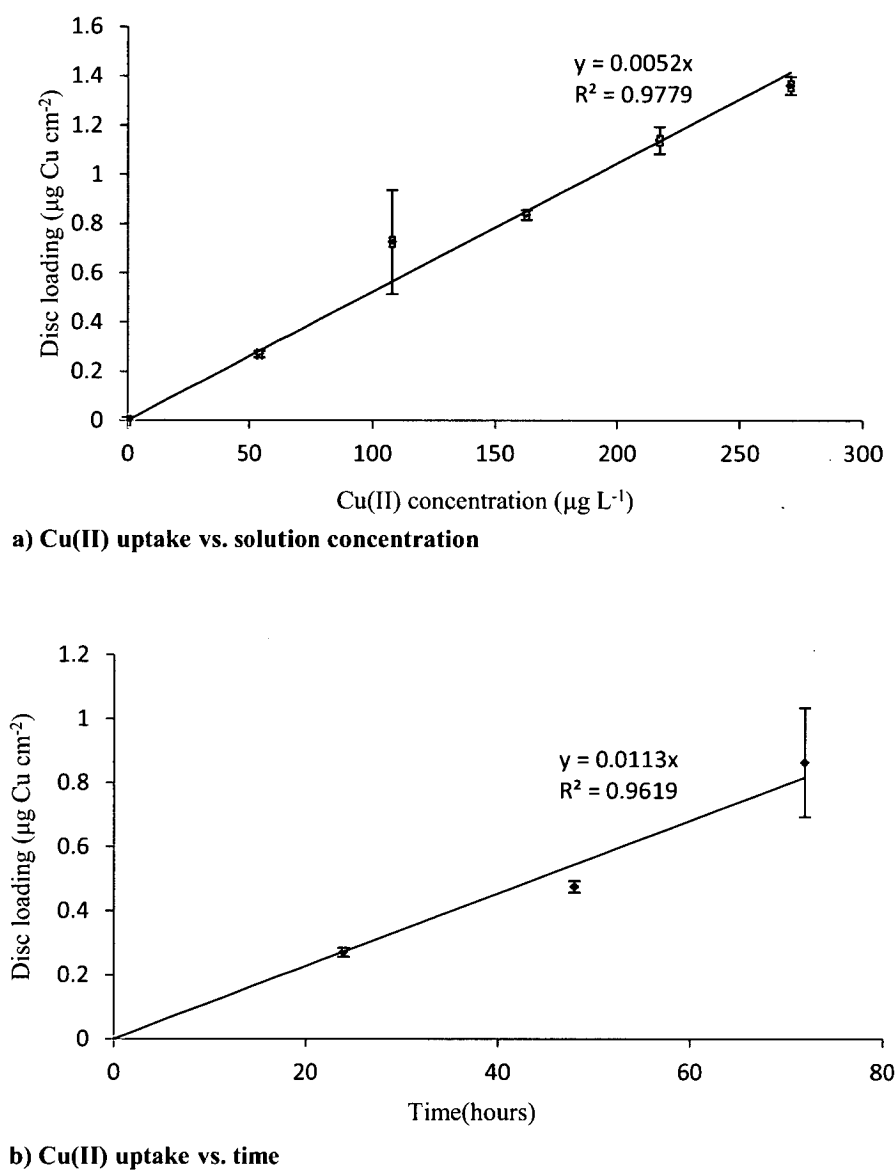 1.6
1.4
1.2
1
0.8
0.6
0.4
0.2
0
y = 0.0052x
R² = 0.9779
Disc loading (µg Cu cm⁻²)
0 50 100 150 200 250 300
Cu(II) concentration (µg L⁻¹)
a) Cu(II) uptake vs. solution concentration
1.2
1
0.8
0.6
0.4
0.2
0
y = 0.0113x
R² = 0.9619
Disc loading (µg Cu cm⁻²)
0 20 40 60 80
Time(hours)
b) Cu(II) uptake vs. time